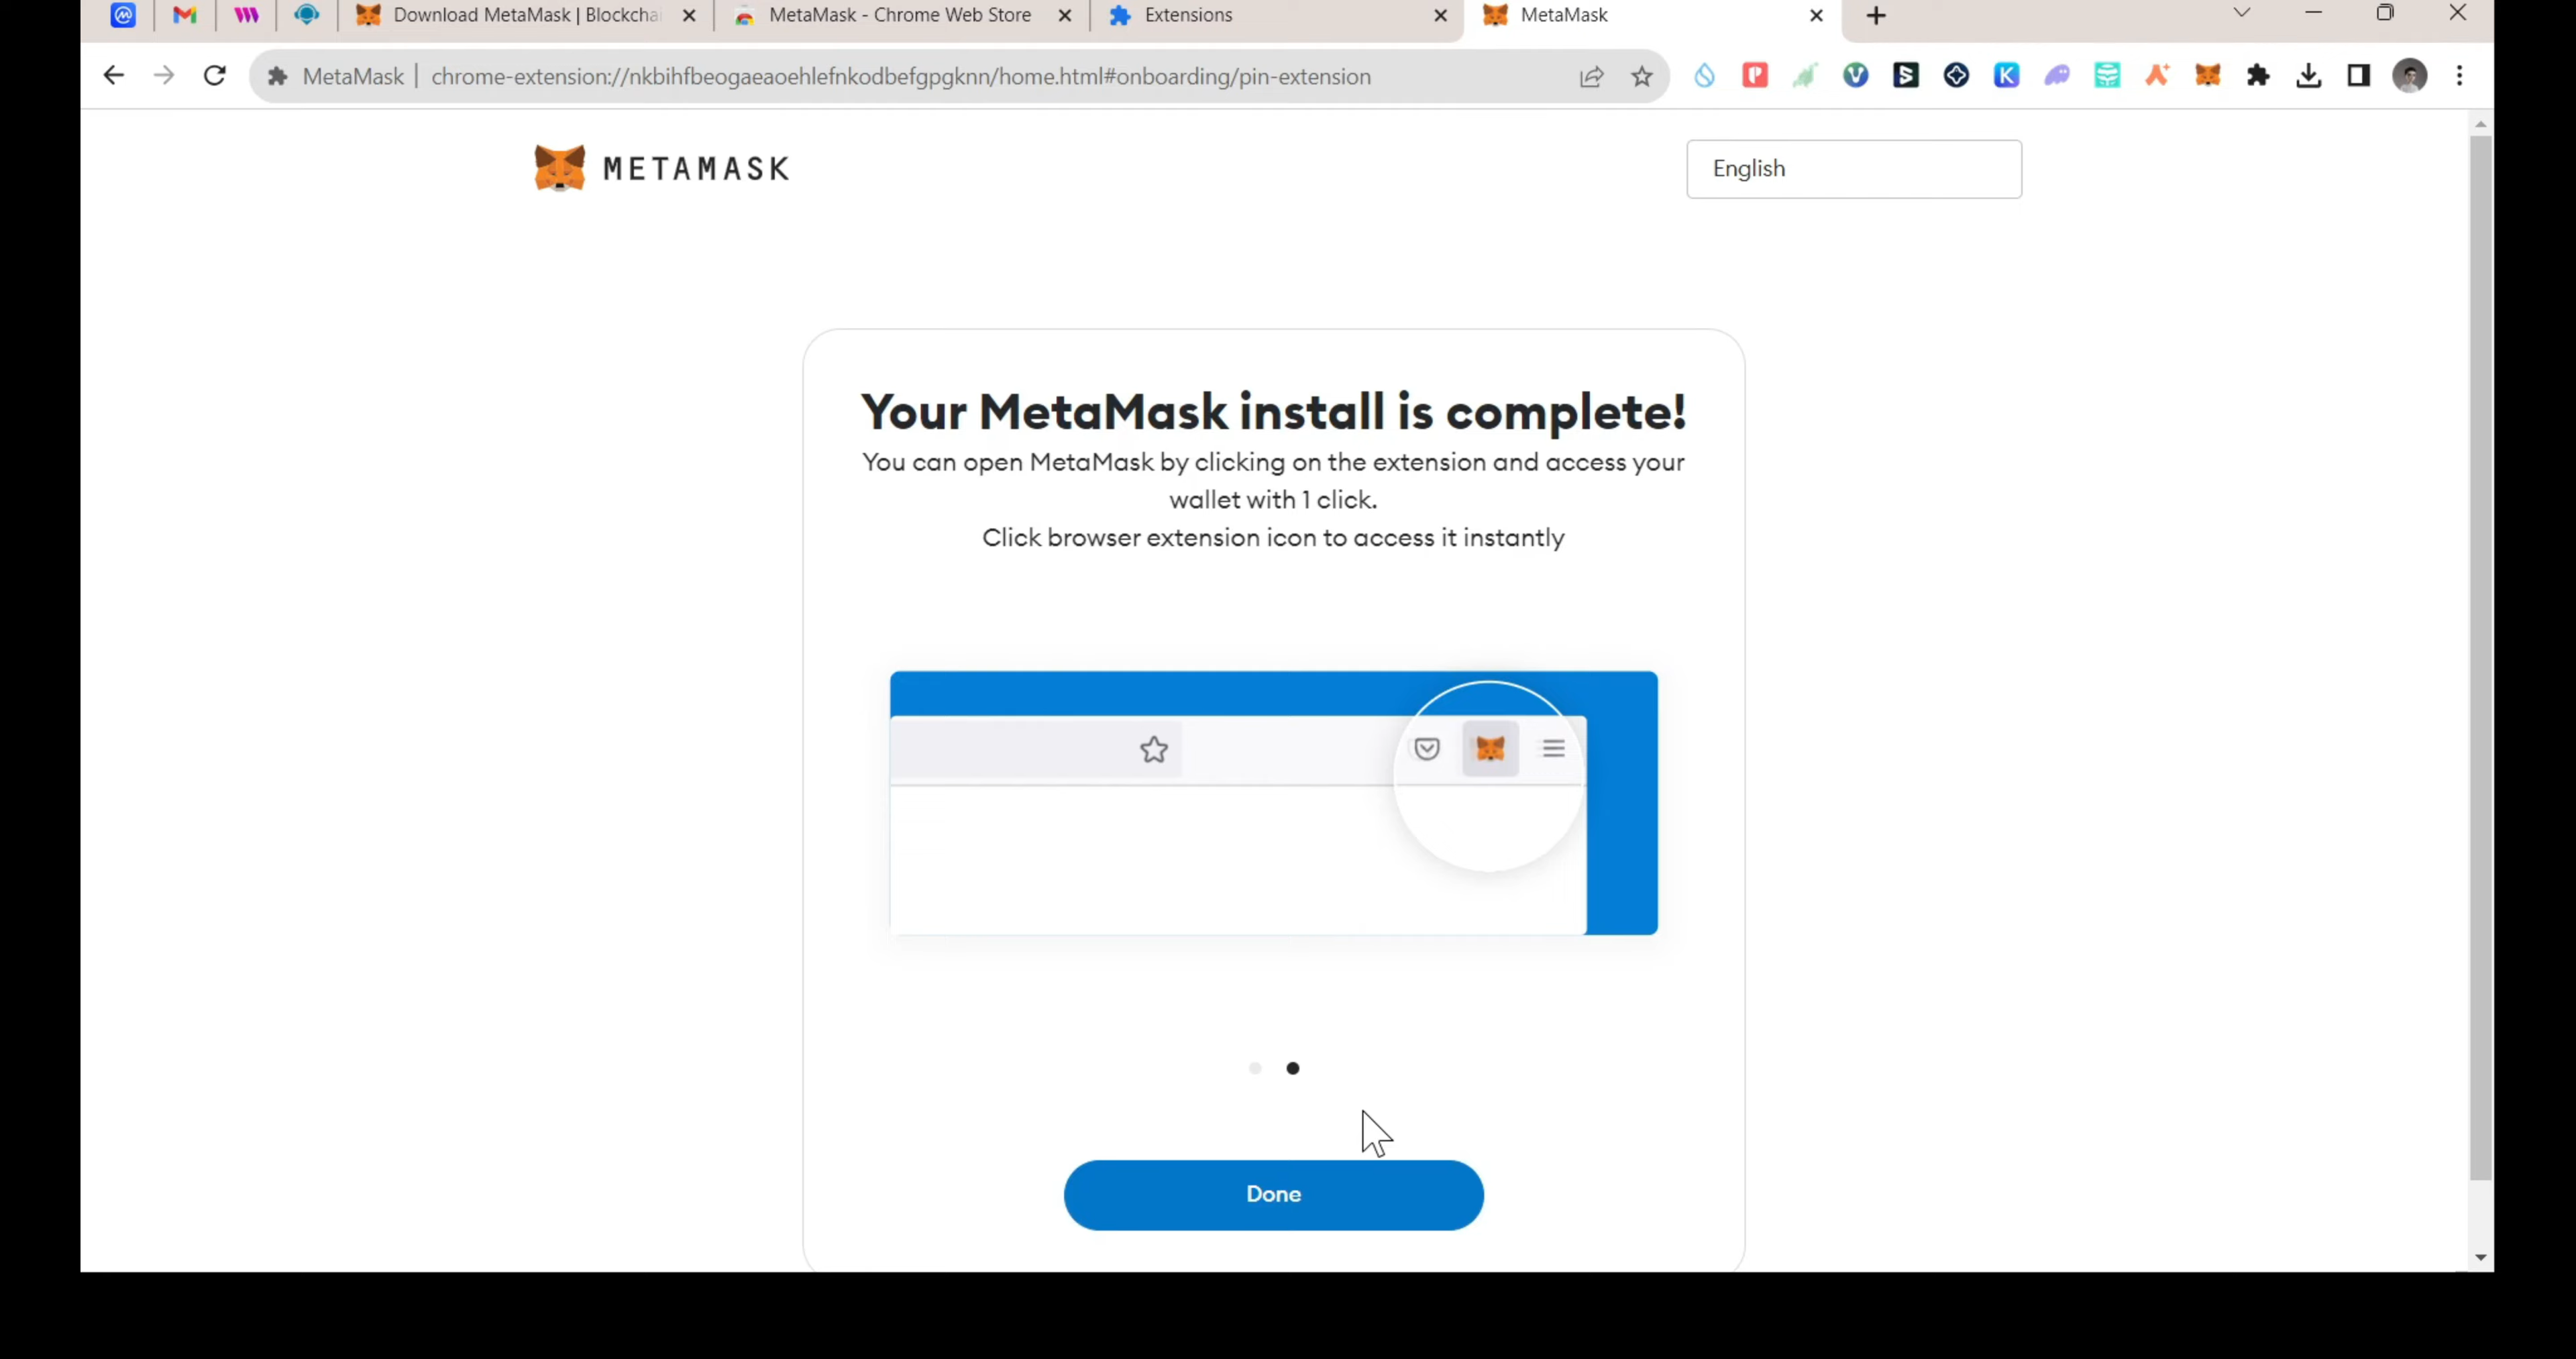 Download MetaMask | Blockchai
MetaMask - Chrome Web Store
Extensions
MetaMask
MetaMask | chrome-extension://nkbihfbeogaeaoehlefnkodbefgpgknn/home.html#onboarding/pin-extension
METAMASK
English
Your MetaMask install is complete!
You can open MetaMask by clicking on the extension and access your
wallet with 1 click.
Click browser extension icon to access it instantly
Done